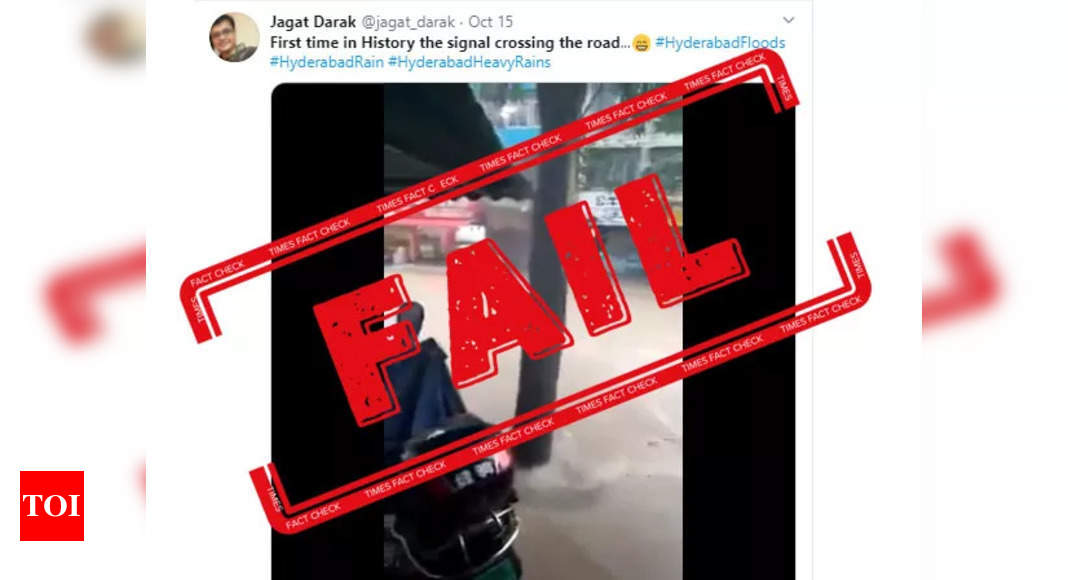 Jagat Darak @jagat_darak · Oct 15
First time in History the signal crossing the road...😄 #HyderabadFloods
#HyderabadRain #HyderabadHeavyRains
FACT CHECK TIMES FACT CHECK TIMES FACT C ECK TIMES FACT CHECK TIMES FACT CHECK TIMES FACT CHECK TIMES
TIMES
FAIL
TIMES
TIMES
FACT CHECK TIMES FACT CHECK TIMES FACT CHECK TIMES FACT CHECK TIMES FACT CHECK TIMES FACT CHECK
TOI